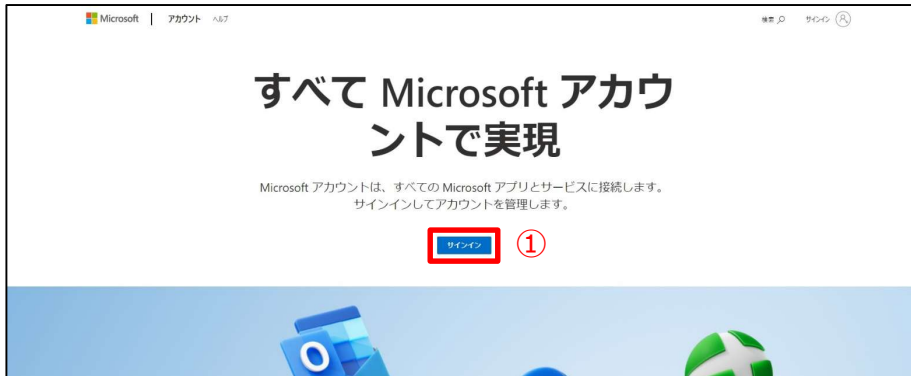 Microsoft アカウント ヘルプ 検索 サインイン
すべて Microsoft アカウ
ントで実現
Microsoft アカウントは、すべての Microsoft アプリとサービスに接続します。
サインインしてアカウントを管理します。
サインイン ①
O